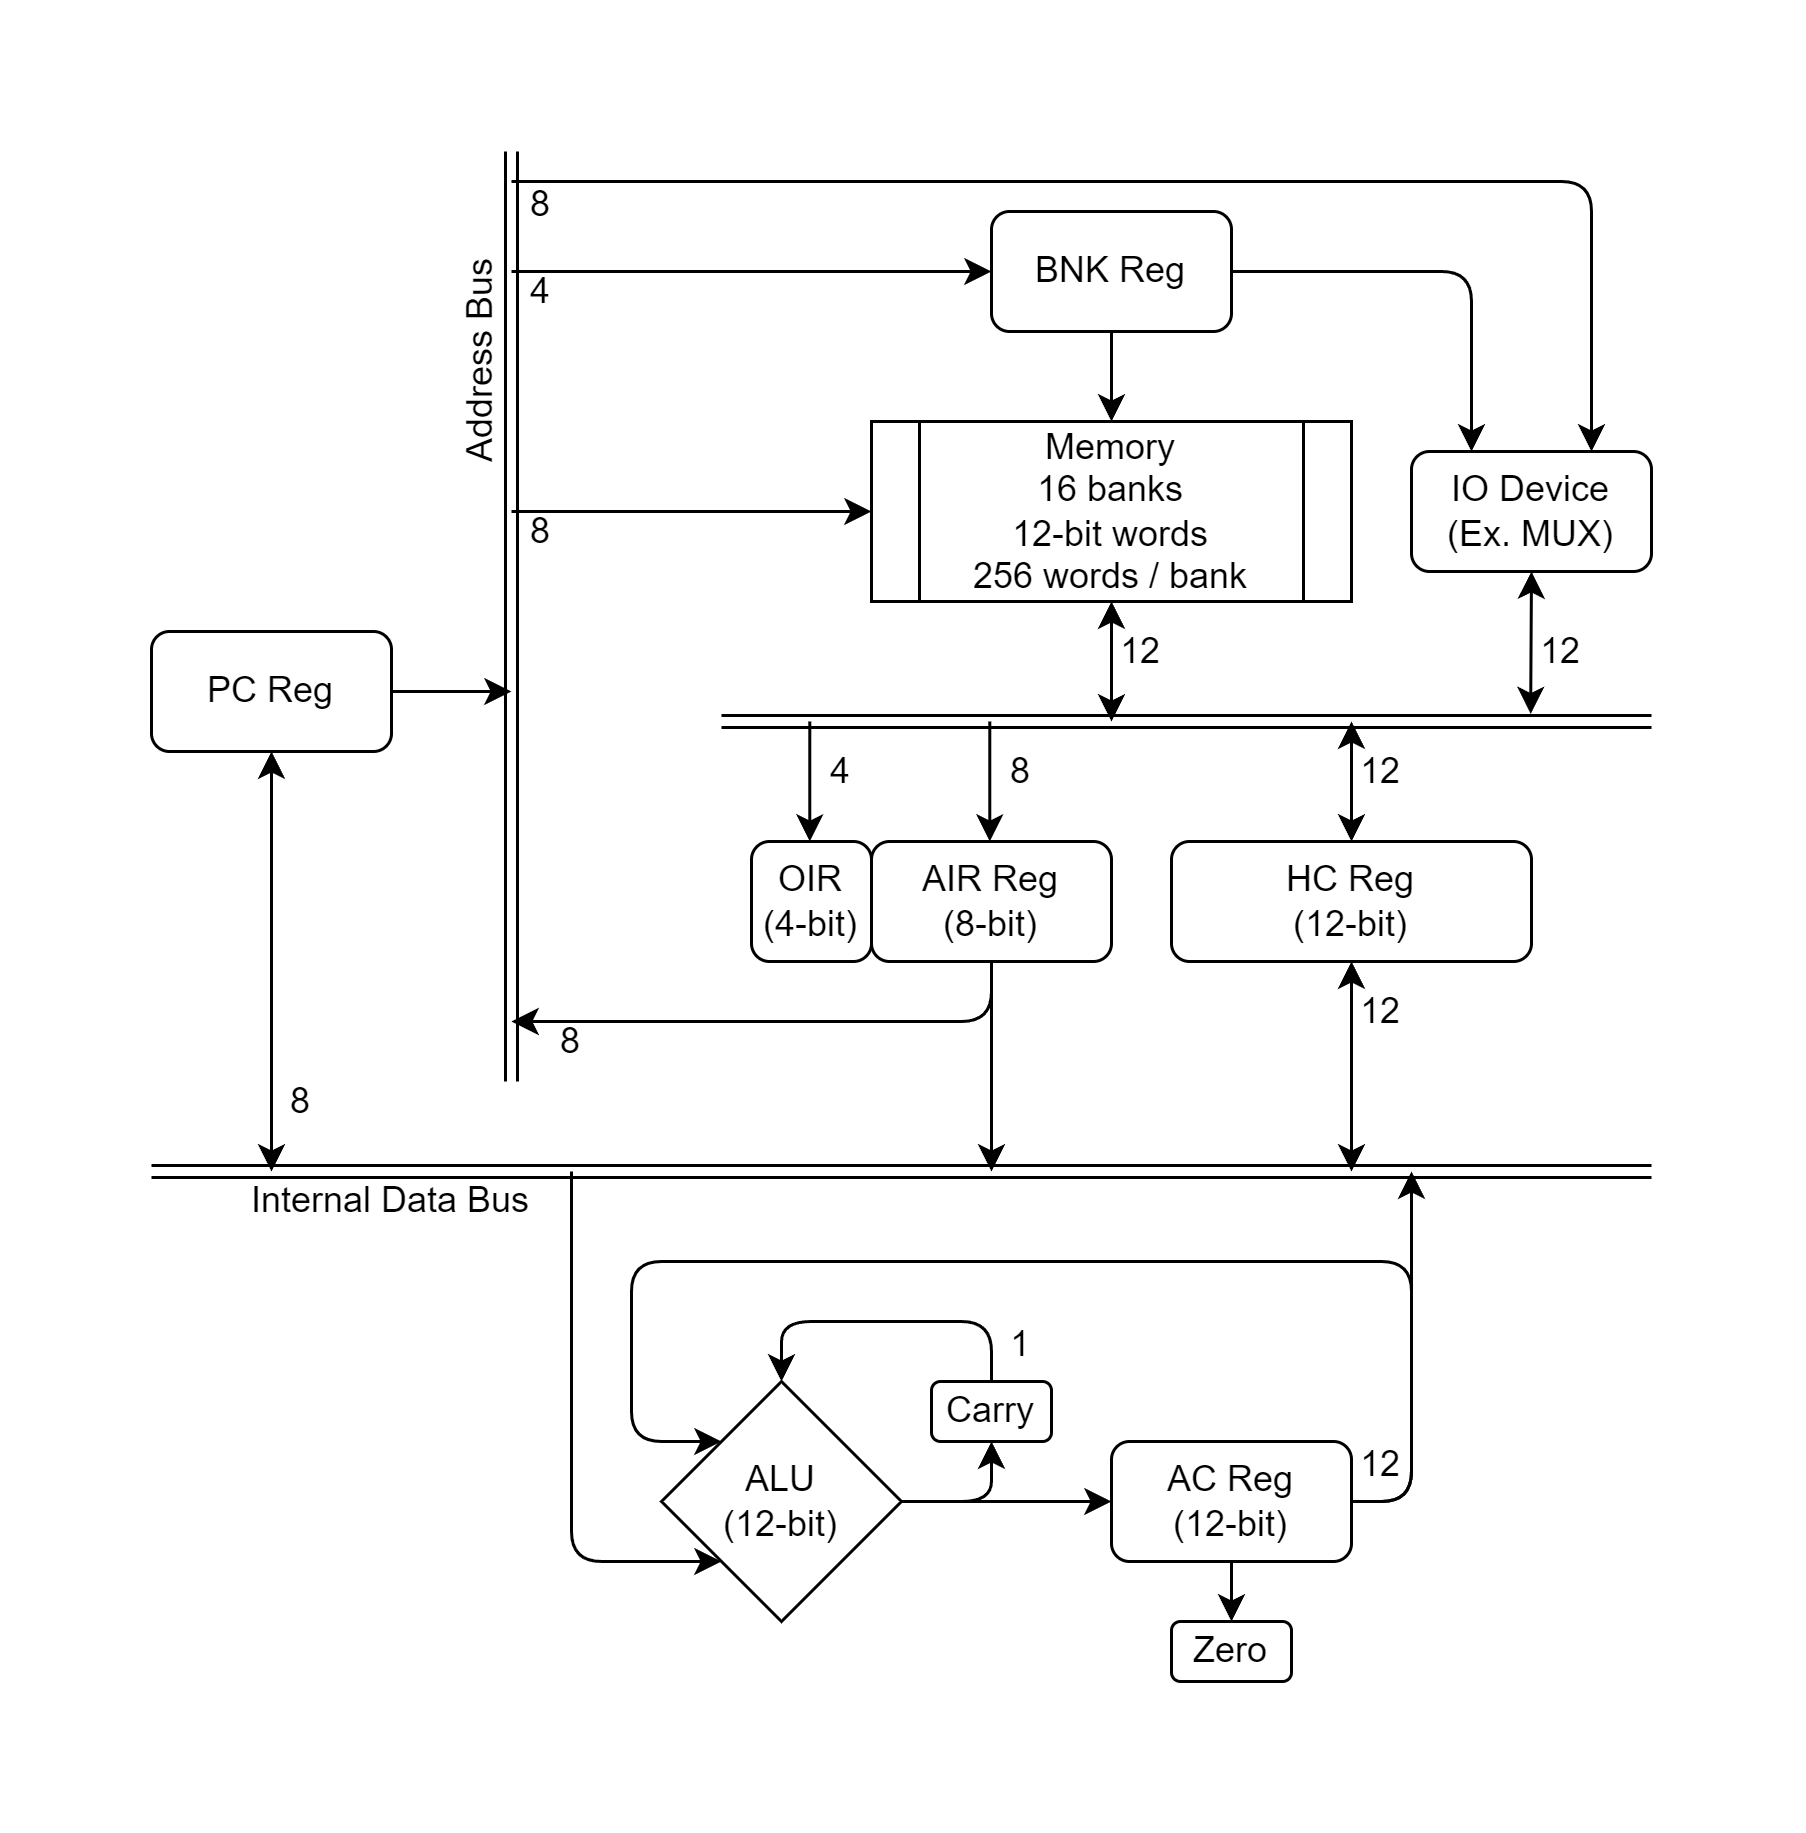 8
BNK Reg
4
Address Bus
Memory
16 banks
12-bit words
256 words / bank
IO Device
(Ex. MUX)
8
12
12
PC Reg
4
8
12
OIR
(4-bit)
AIR Reg
(8-bit)
HC Reg
(12-bit)
8
12
8
Internal Data Bus
1
Carry
ALU
(12-bit)
AC Reg
(12-bit)
12
Zero